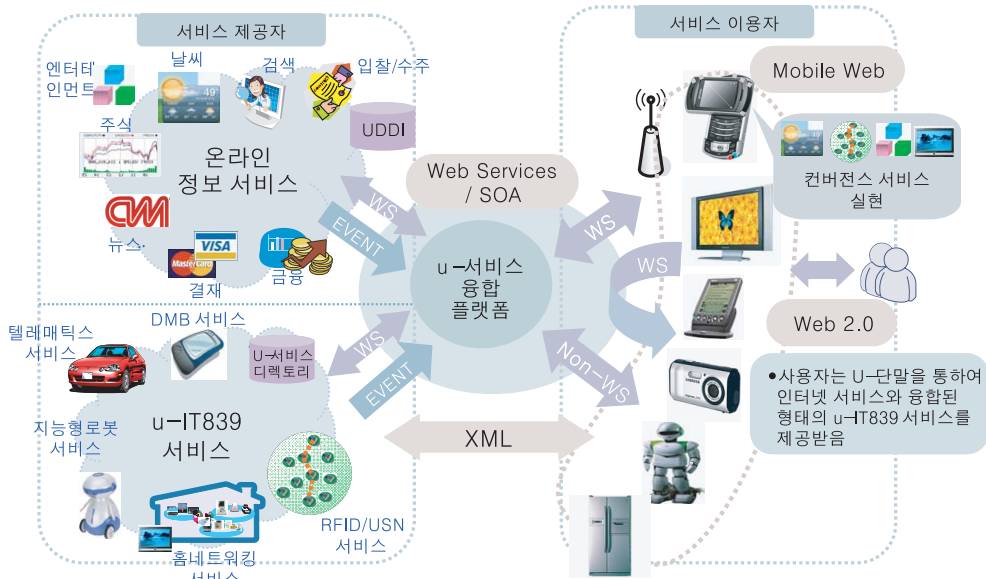 서비스 제공자
엔터테
인먼트
날씨
검색
입찰/수주
49°
주식
UDDI
온라인
정보 서비스
CNN
뉴스
VISA
MasterCard
결재
금융
WS
EVENT
Web Services
/ SOA
u-서비스
융합
플랫폼
텔레매틱스
서비스
DMB 서비스
U-서비스
디렉토리
WS
EVENT
지능형로봇
서비스
u-IT839
서비스
RFID/USN
서비스
홈네트워킹
서비스
XML
서비스 이용자
Mobile Web
컨버전스 서비스
실현
WS
WS
Non-WS
Web 2.0
•사용자는 U-단말을 통하여
인터넷 서비스와 융합된
형태의 u-IT839 서비스를
제공받음